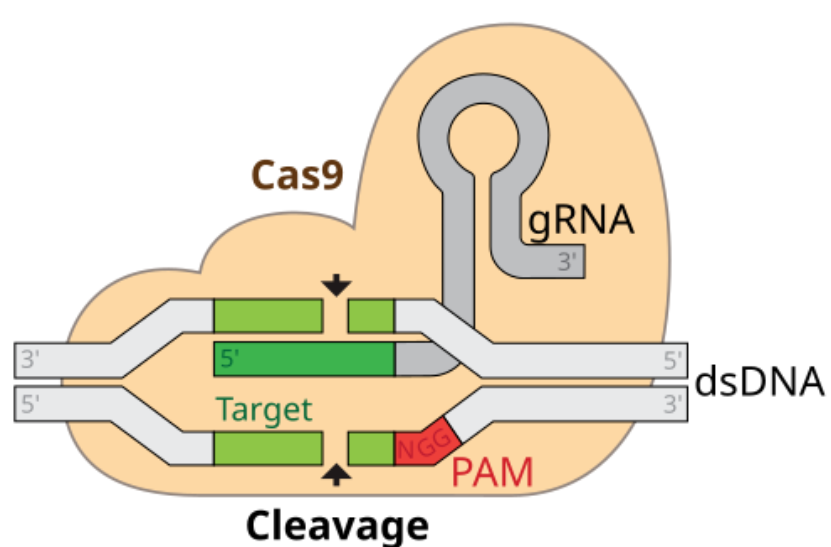 Cas9
gRNA
3'
3'
5'
5'
dsDNA
5'
3'
Target
NGG
PAM
Cleavage